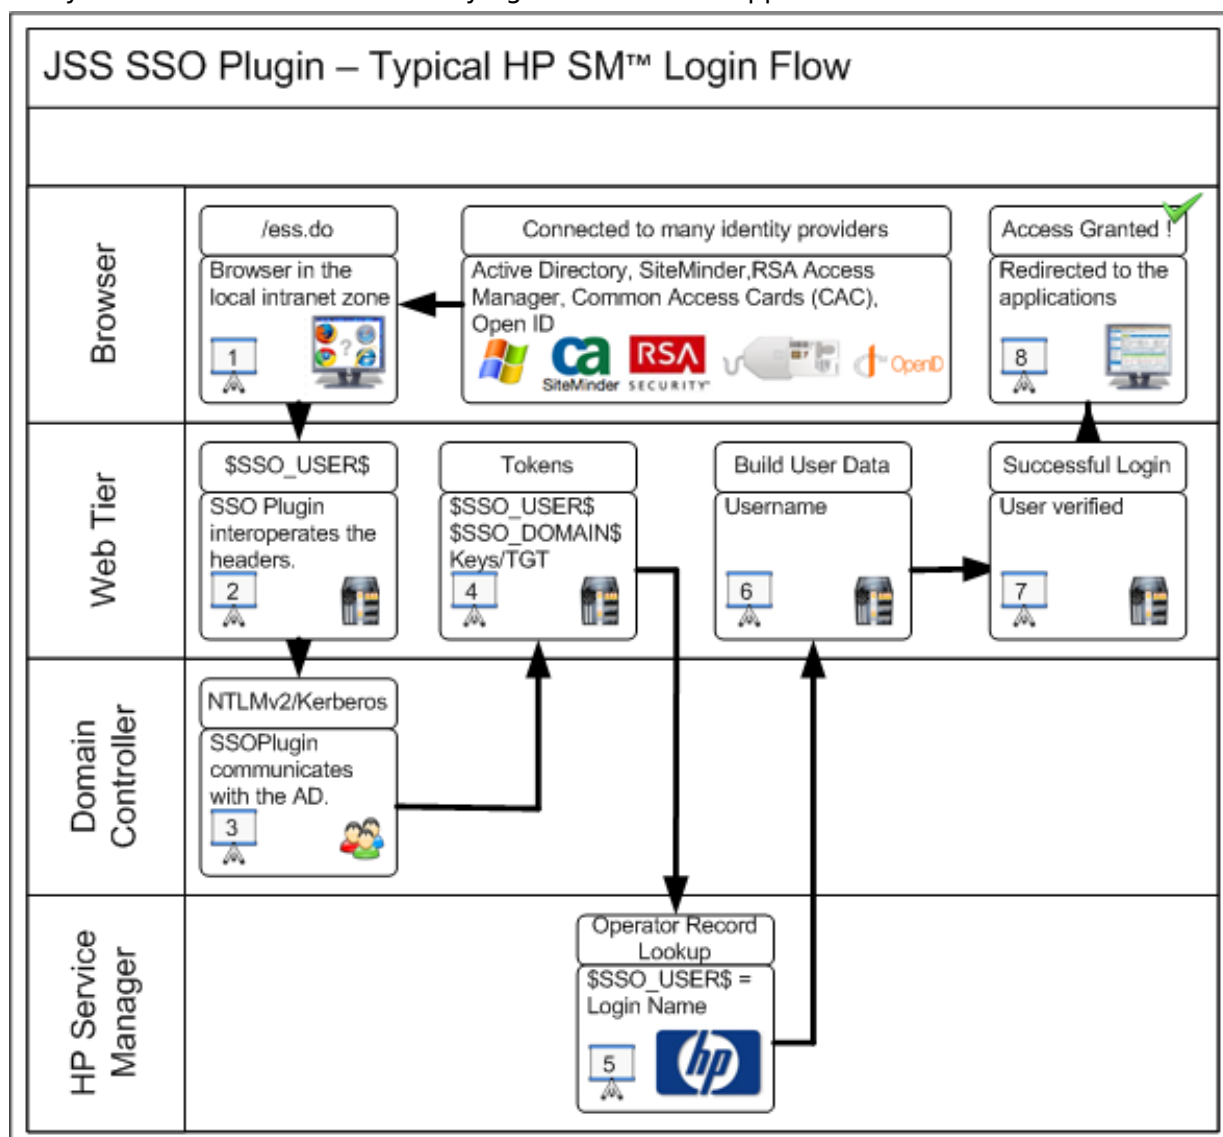 JSS SSO Plugin – Typical HP SM™ Login Flow
Browser
/ess.do
Browser in the
local intranet zone
1
Connected to many identity providers
Active Directory, SiteMinder,RSA Access
Manager, Common Access Cards (CAC),
Open ID
ca
SiteMinder
RSA
SECURITY
OpenID
Access Granted !
Redirected to the
applications
8
Web Tier
$SSO_USER$
SSO Plugin
interoperates the
headers.
2
Tokens
$SSO_USER$
$SSO_DOMAIN$
Keys/TGT
4
Build User Data
Username
6
Successful Login
User verified
7
Domain
Controller
NTLMv2/Kerberos
SSOPlugin
communicates
with the AD.
3
HP Service
Manager
Operator Record
Lookup
$SSO_USER$ =
Login Name
5
hp